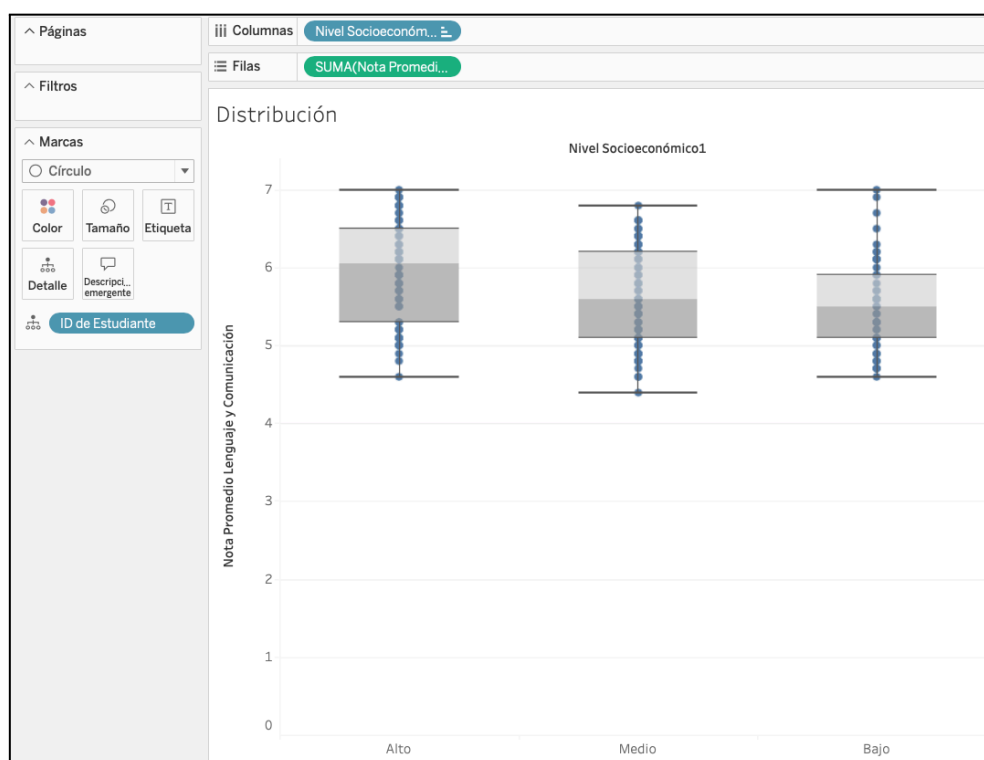 Páginas
Columnas
Nivel Socioeconóm...
Filas
SUMA(Nota Promedi...
Filtros
Distribución
Marcas
Círculo
Color
Tamaño
Etiqueta
Detalle
Descripci...
emergente
ID de Estudiante
Nivel Socioeconómico1
Nota Promedio Lenguaje y Comunicación
7
6
5
4
3
2
1
0
Alto
Medio
Bajo